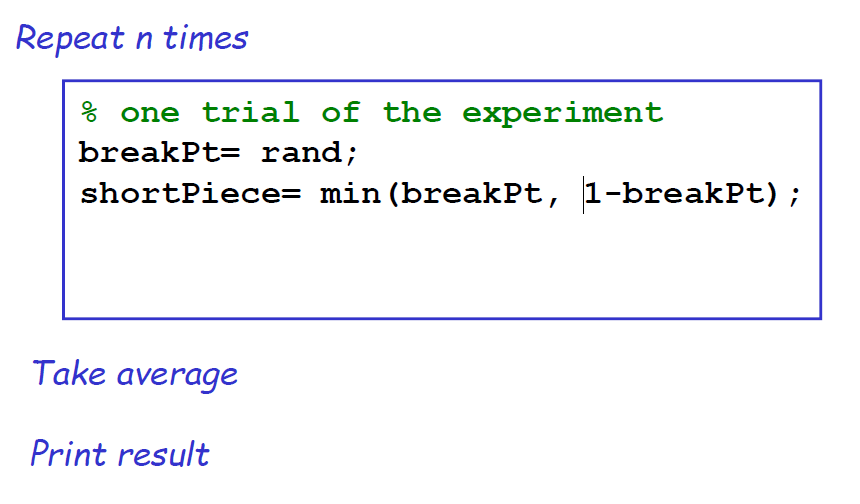 Repeat n times
% one trial of the experiment
breakPt= rand;
shortPiece= min(breakPt, 1-breakPt);
Take average
Print result